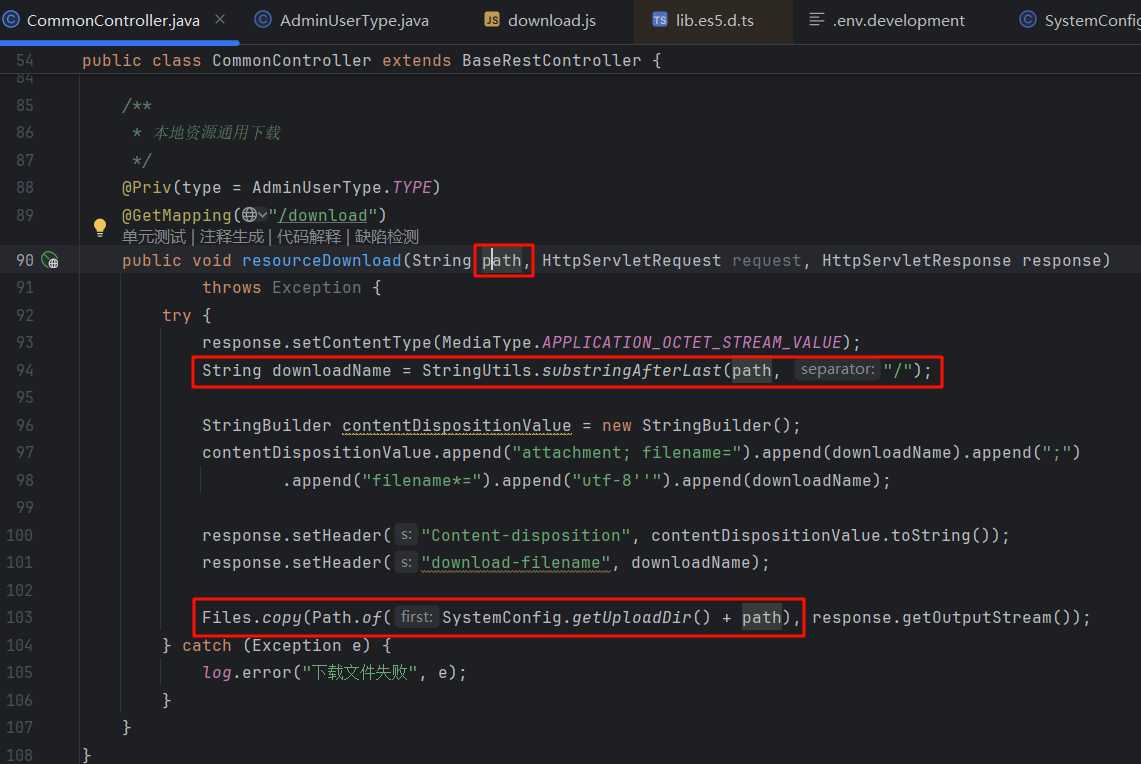 CommonController.java × AdminUserType.java download.js lib.es5.d.ts .env.development SystemConfig
54 public class CommonController extends BaseRestController {
84
85 /**
86 * 本地资源通用下载
87 */
88 @Priv(type = AdminUserType.TYPE)
89 @GetMapping("/download")
单元测试 | 注释生成 | 代码解释 | 缺陷检测
90 public void resourceDownload(String path, HttpServletRequest request, HttpServletResponse response)
91 throws Exception {
92 try {
93 response.setContentType(MediaType.APPLICATION_OCTET_STREAM_VALUE);
94 String downloadName = StringUtils.substringAfterLast(path, separator: "/");
95
96 StringBuilder contentDispositionValue = new StringBuilder();
97 contentDispositionValue.append("attachment; filename=").append(downloadName).append(";")
98 .append("filename*=").append("utf-8''").append(downloadName);
99
100 response.setHeader( s: "Content-disposition", contentDispositionValue.toString());
101 response.setHeader( s: "download-filename", downloadName);
102
103 Files.copy(Path.of( first: SystemConfig.getUploadDir() + path), response.getOutputStream());
104 } catch (Exception e) {
105 log.error("下载文件失败", e);
106 }
107 }
108 }